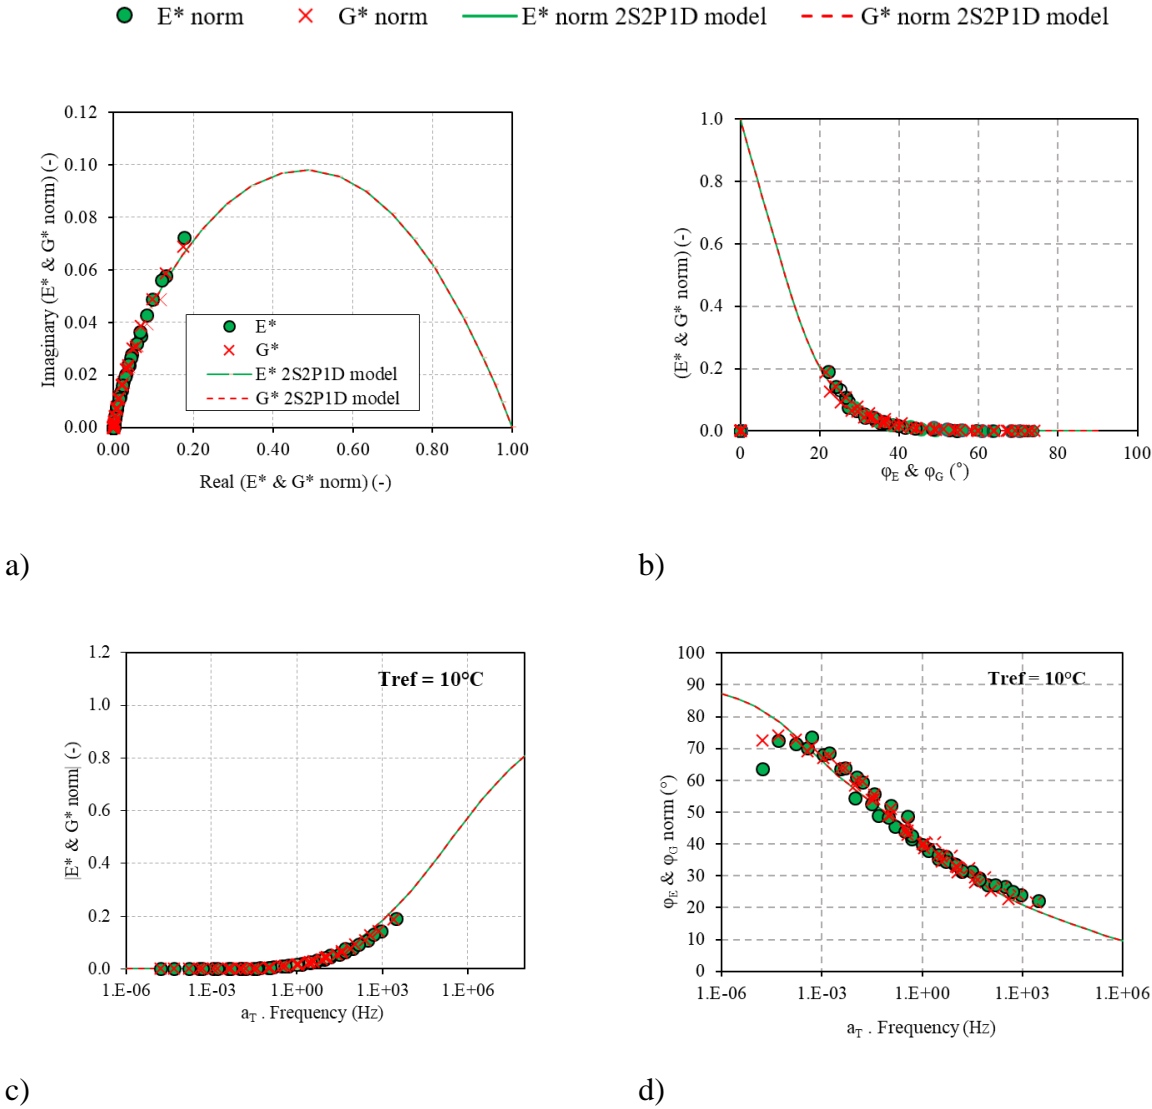 E* norm G* norm E* norm 2S2P1D model G* norm 2S2P1D model
0.12
0.10
0.08
0.06
0.04
0.02
0.00
0.00 0.20 0.40 0.60 0.80 1.00
Imaginary (E* & G* norm) (-)
Real (E* & G* norm) (-)
E*
G*
E* 2S2P1D model
G* 2S2P1D model
a)
1.0
0.8
0.6
0.4
0.2
0.0
0 20 40 60 80 100
(E* & G* norm) (-)
φE & φG (°)
b)
1.2
1.0
0.8
0.6
0.4
0.2
0.0
1.E-06 1.E-03 1.E+00 1.E+03 1.E+06
|E* & G* norm| (-)
aT . Frequency (Hz)
Tref = 10°C
c)
100
90
80
70
60
50
40
30
20
10
0
1.E-06 1.E-03 1.E+00 1.E+03 1.E+06
φE & φG norm (°)
aT . Frequency (Hz)
Tref = 10°C
d)